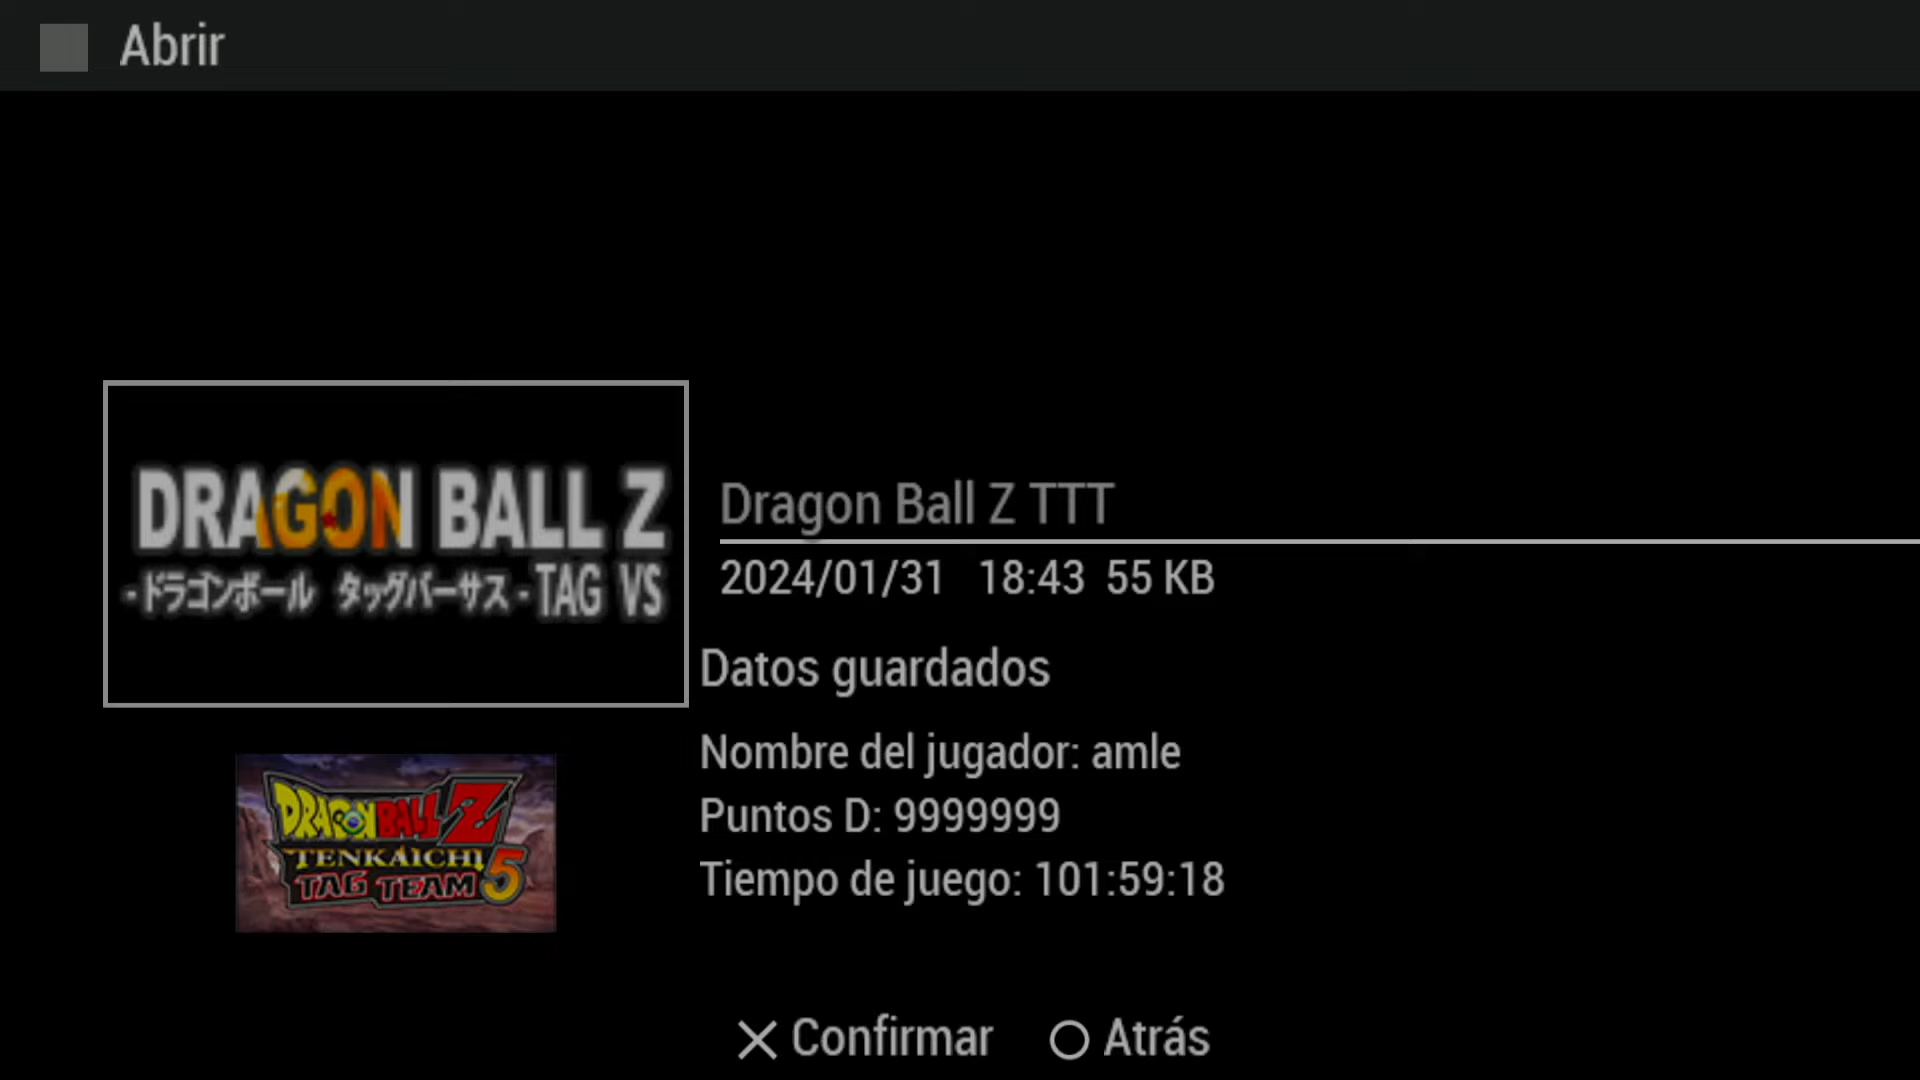 Abrir
DRAGON BALL Z
-ドラゴンボール タッグバーサス- TAG VS
Dragon Ball Z TTT
2024/01/31 18:43 55 KB
Datos guardados
Nombre del jugador: amle
Puntos D: 9999999
Tiempo de juego: 101:59:18
DRAGON BALL Z
TENKAICHI
TAG TEAM 5
Confirmar Atrás